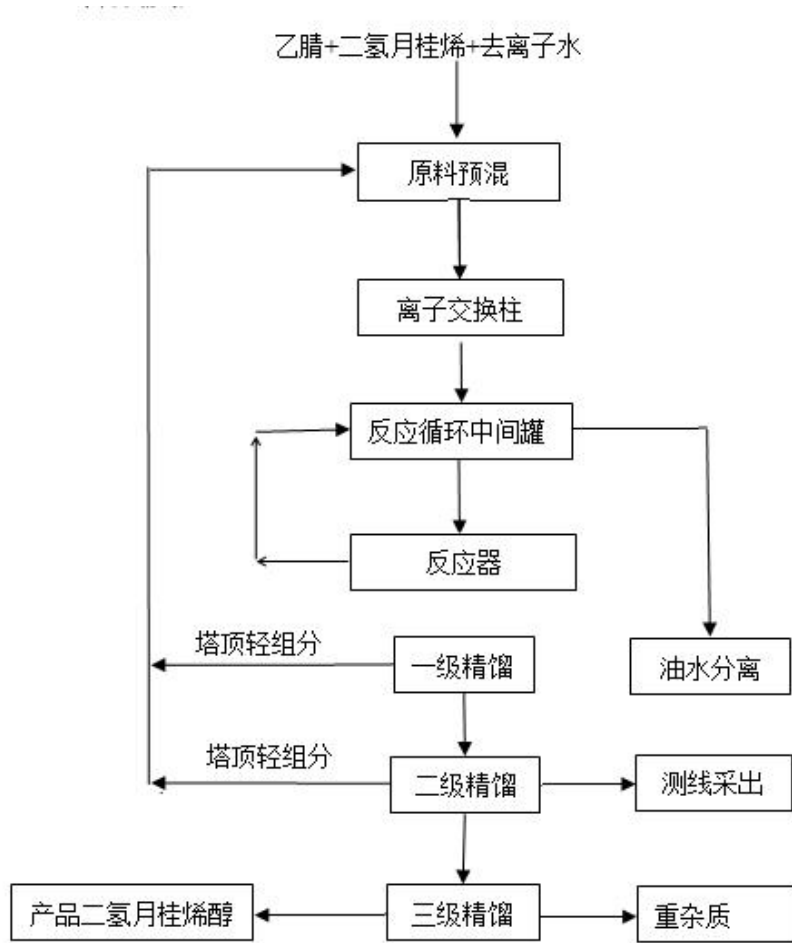 乙腈+二氢月桂烯+去离子水
原料预混
离子交换柱
反应循环中间罐
反应器
塔顶轻组分
一级精馏
油水分离
塔顶轻组分
二级精馏
测线采出
产品二氢月桂烯醇
三级精馏
重杂质